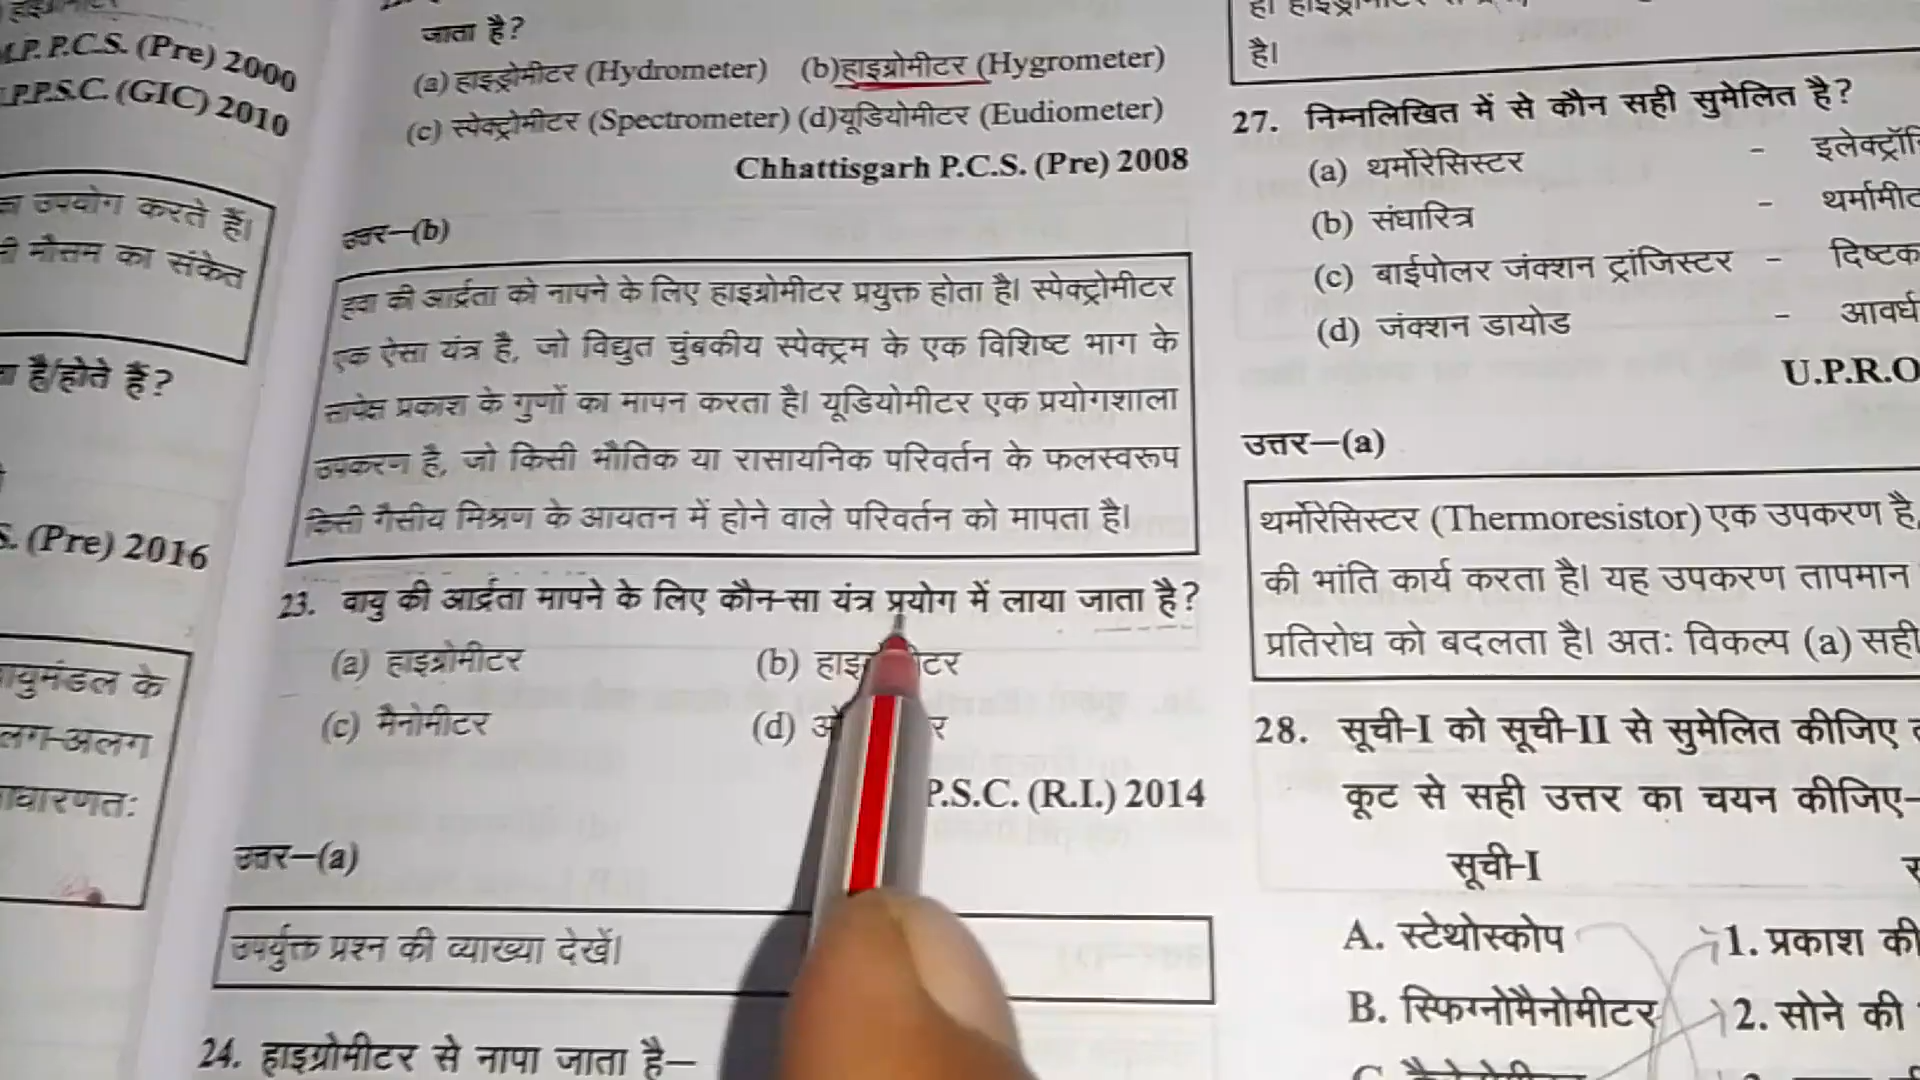 P.P.C.S. (Pre) 2000
P.P.S.C. (GIC) 2010
उपयोग करते हैं।
मौसम का संकेत
है/होते हैं?
(Pre) 2016
वायुमंडल के
अलग-अलग
साधारणतः
जाता है?
(a) हाइड्रोमीटर (Hydrometer) (b)हाइग्रोमीटर (Hygrometer)
(c) स्पेक्ट्रोमीटर (Spectrometer) (d)यूडियोमीटर (Eudiometer)
Chhattisgarh P.C.S. (Pre) 2008
उत्तर—(b)
हवा की आर्द्रता को नापने के लिए हाइग्रोमीटर प्रयुक्त होता है। स्पेक्ट्रोमीटर
एक ऐसा यंत्र है, जो विद्युत चुंबकीय स्पेक्ट्रम के एक विशिष्ट भाग के
सापेक्ष प्रकाश के गुणों का मापन करता है। यूडियोमीटर एक प्रयोगशाला
उपकरण है, जो किसी भौतिक या रासायनिक परिवर्तन के फलस्वरूप
किसी गैसीय मिश्रण के आयतन में होने वाले परिवर्तन को मापता है।
23. वायु की आर्द्रता मापने के लिए कौन-सा यंत्र प्रयोग में लाया जाता है?
(a) हाइग्रोमीटर (b)
(c) मैनोमीटर (d)
P.S.C. (R.I.) 2014
उत्तर—(a)
उपर्युक्त प्रश्न की व्याख्या देखें।
24. हाइग्रोमीटर से नापा जाता है—
है।
27. निम्नलिखित में से कौन सही सुमेलित है?
(a) थर्मोरेसिस्टर -
(b) संधारित्र -
(c) बाईपोलर जंक्शन ट्रांजिस्टर -
(d) जंक्शन डायोड -
U.P.R.O
उत्तर—(a)
थर्मोरेसिस्टर (Thermoresistor) एक उपकरण है,
की भांति कार्य करता है। यह उपकरण तापमान
प्रतिरोध को बदलता है। अतः विकल्प (a) सही
28. सूची-I को सूची-II से सुमेलित कीजिए
कूट से सही उत्तर का चयन कीजिए-
सूची-I
A. स्टेथोस्कोप 1. प्रकाश की
B. स्फिग्नोमैनोमीटर 2. सोने की